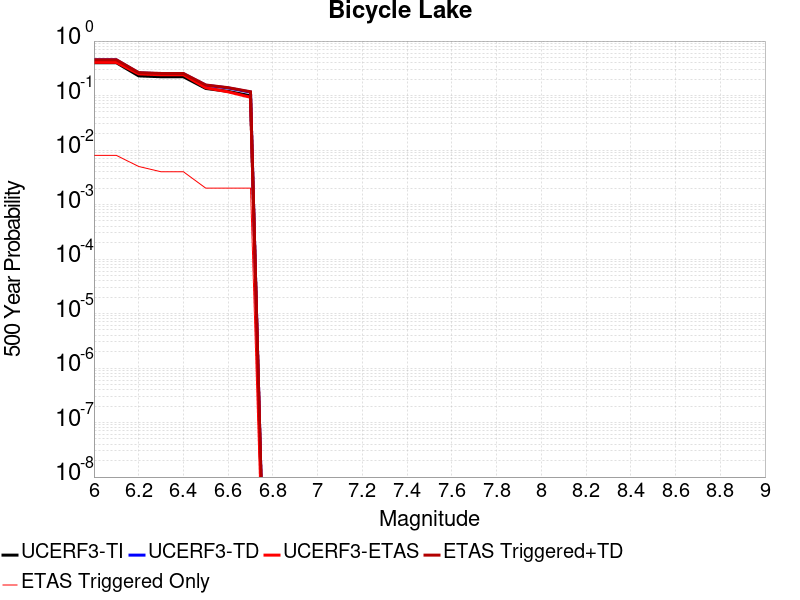 Bicycle Lake
10^0
10^-1
10^-2
10^-3
10^-4
10^-5
10^-6
10^-7
10^-8
500 Year Probability
6 6.2 6.4 6.6 6.8 7 7.2 7.4 7.6 7.8 8 8.2 8.4 8.6 8.8 9
Magnitude
UCERF3-TI UCERF3-TD UCERF3-ETAS ETAS Triggered+TD
ETAS Triggered Only